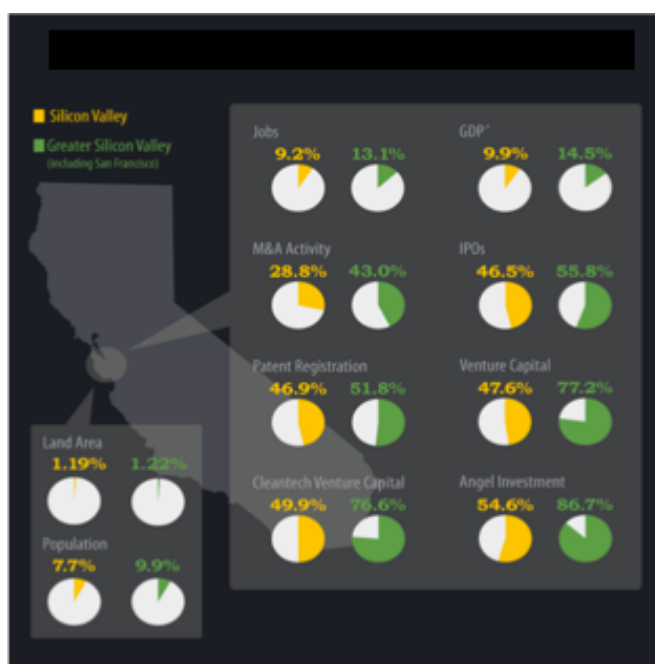 Silicon Valley
Greater Silicon Valley
(including San Francisco)
Jobs
9.2% 13.1%
GDP*
9.9% 14.5%
M&A Activity
28.8% 43.0%
IPOs
46.5% 55.8%
Patent Registration
46.9% 51.8%
Venture Capital
47.6% 77.2%
Cleantech Venture Capital
49.9% 76.6%
Angel Investment
54.6% 86.7%
Land Area
1.19% 1.22%
Population
7.7% 9.9%